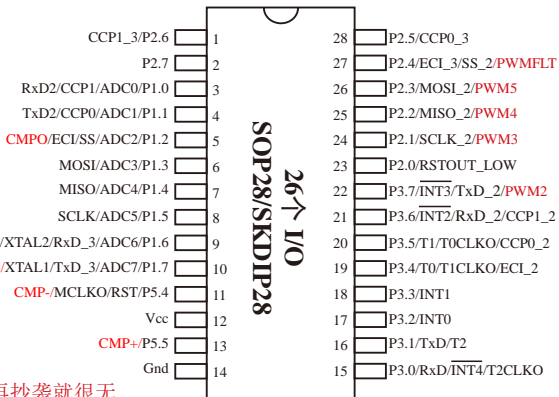 CCP1_3/P2.6 1
P2.7 2
RxD2/CCP1/ADC0/P1.0 3
TxD2/CCP0/ADC1/P1.1 4
CMPO/ECI/SS/ADC2/P1.2 5
MOSI/ADC3/P1.3 6
MISO/ADC4/P1.4 7
SCLK/ADC5/P1.5 8
/XTAL2/RxD_3/ADC6/P1.6 9
/XTAL1/TxD_3/ADC7/P1.7 10
CMP-/MCLKO/RST/P5.4 11
Vcc 12
CMP+/P5.5 13
Gnd 14
26个 I/O
SOP28/SKDIP28
28 P2.5/CCP0_3
27 P2.4/ECI_3/SS_2/PWMFLT
26 P2.3/MOSI_2/PWM5
25 P2.2/MISO_2/PWM4
24 P2.1/SCLK_2/PWM3
23 P2.0/RSTOUT_LOW
22 P3.7/INT3/TxD_2/PWM2
21 P3.6/INT2/RxD_2/CCP1_2
20 P3.5/T1/T0CLKO/CCP0_2
19 P3.4/T0/T1CLKO/ECI_2
18 P3.3/INT1
17 P3.2/INT0
16 P3.1/TxD/T2
15 P3.0/RxD/INT4/T2CLKO
再抄袭就很无